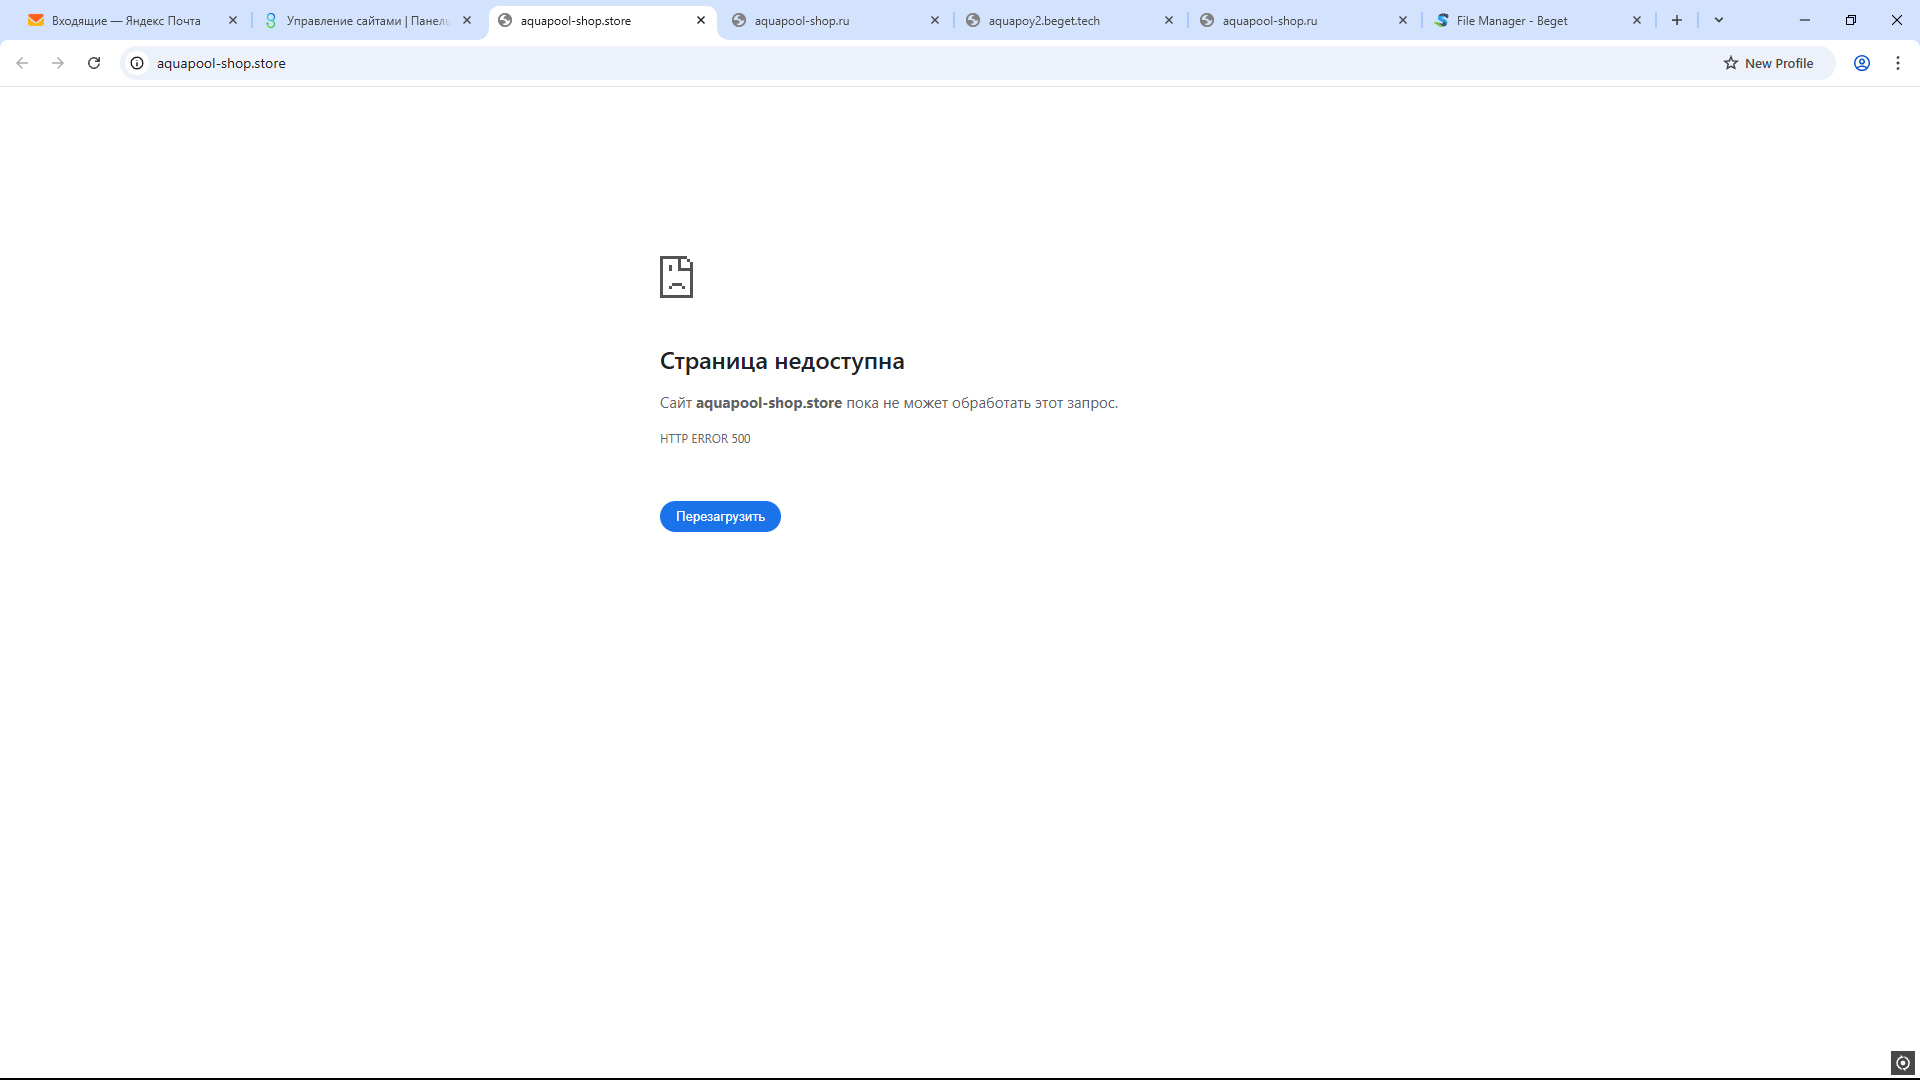 Входящие — Яндекс Почта
Управление сайтами | Панель
aquapool-shop.store
aquapool-shop.ru
aquapoy2.beget.tech
aquapool-shop.ru
File Manager - Beget
aquapool-shop.store
New Profile
Страница недоступна
Сайт aquapool-shop.store пока не может обработать этот запрос.
HTTP ERROR 500
Перезагрузить